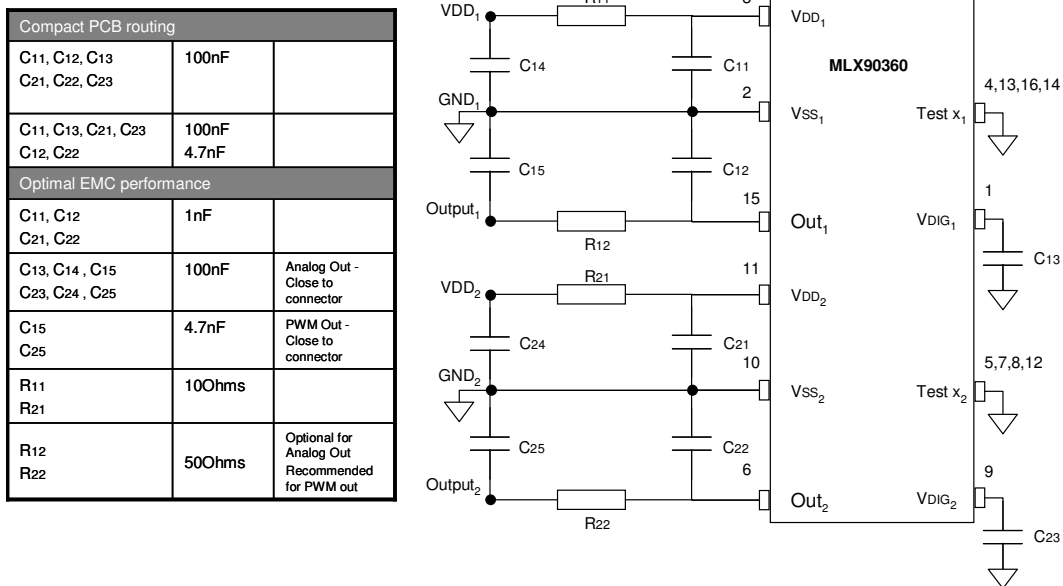 Compact PCB routing
C11, C12, C13
C21, C22, C23
100nF
C11, C13, C21, C23
C12, C22
100nF
4.7nF
Optimal EMC performance
C11, C12
C21, C22
1nF
C13, C14 , C15
C23, C24 , C25
100nF
Analog Out -
Close to
connector
C15
C25
4.7nF
PWM Out -
Close to
connector
R11
R21
10Ohms
R12
R22
50Ohms
Optional for
Analog Out
Recommended
for PWM out
VDD1
VDD1
C14
C11
MLX90360
GND1
2
VSS1
4,13,16,14
Test x1
C15
C12
1
Output1
15
Out1
VDIG1
R12
C13
R21
11
VDD2
VDD2
C24
C21
GND2
10
VSS2
5,7,8,12
Test x2
C25
C22
9
Output2
6
Out2
VDIG2
R22
C23